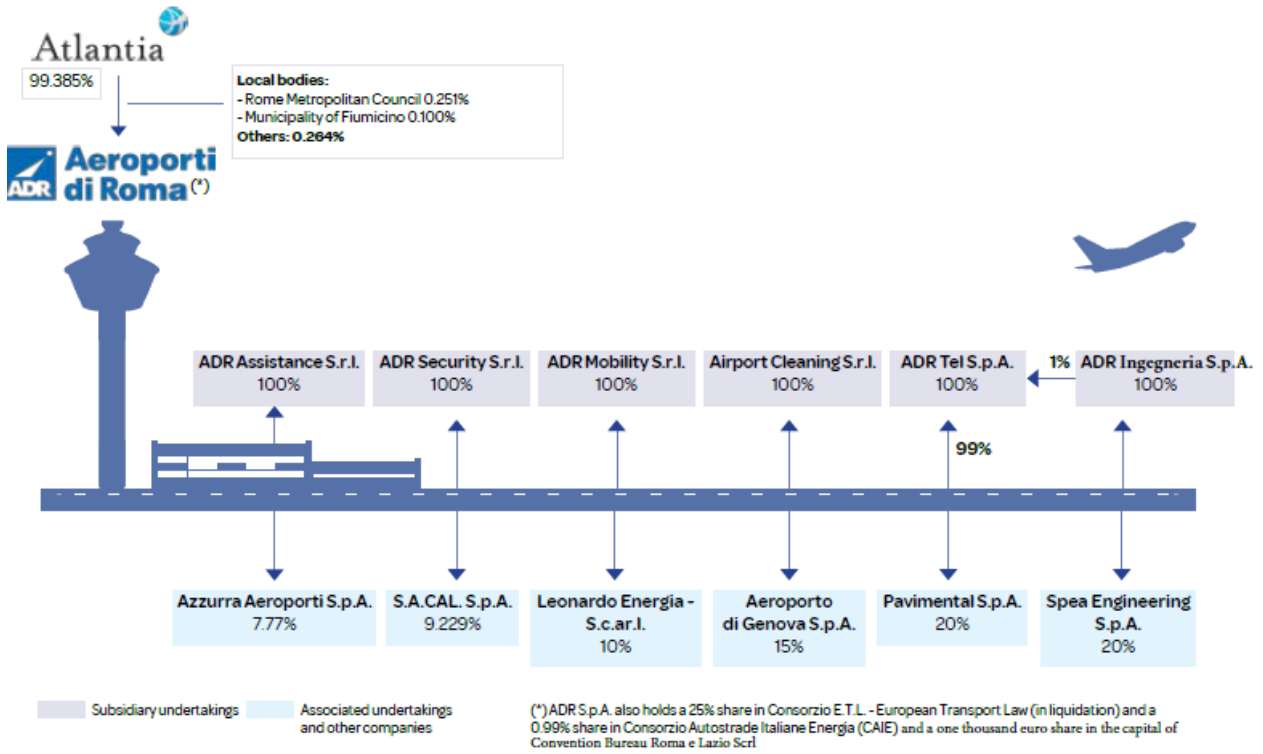 Atlantia
99.385%
Local bodies:
- Rome Metropolitan Council 0.251%
- Municipality of Fiumicino 0.100%
Others: 0.264%
ADR
Aeroporti
di Roma (*)
ADR Assistance S.r.l.
100%
ADR Security S.r.l.
100%
ADR Mobility S.r.l.
100%
Airport Cleaning S.r.l.
100%
ADR Tel S.p.A.
100%
1%
ADR Ingegneria S.p.A.
100%
99%
Azzurra Aeroporti S.p.A.
7.77%
S.A.CAL. S.p.A.
9.229%
Leonardo Energia -
S.c.ar.l.
10%
Aeroporto
di Genova S.p.A.
15%
Pavimental S.p.A.
20%
Spea Engineering
S.p.A.
20%
Subsidiary undertakings
Associated undertakings
and other companies
(*) ADR S.p.A. also holds a 25% share in Consorzio E.T.L. - European Transport Law (in liquidation) and a
0.99% share in Consorzio Autostrade Italiane Energia (CAIE) and a one thousand euro share in the capital of
Convention Bureau Roma e Lazio Scrl